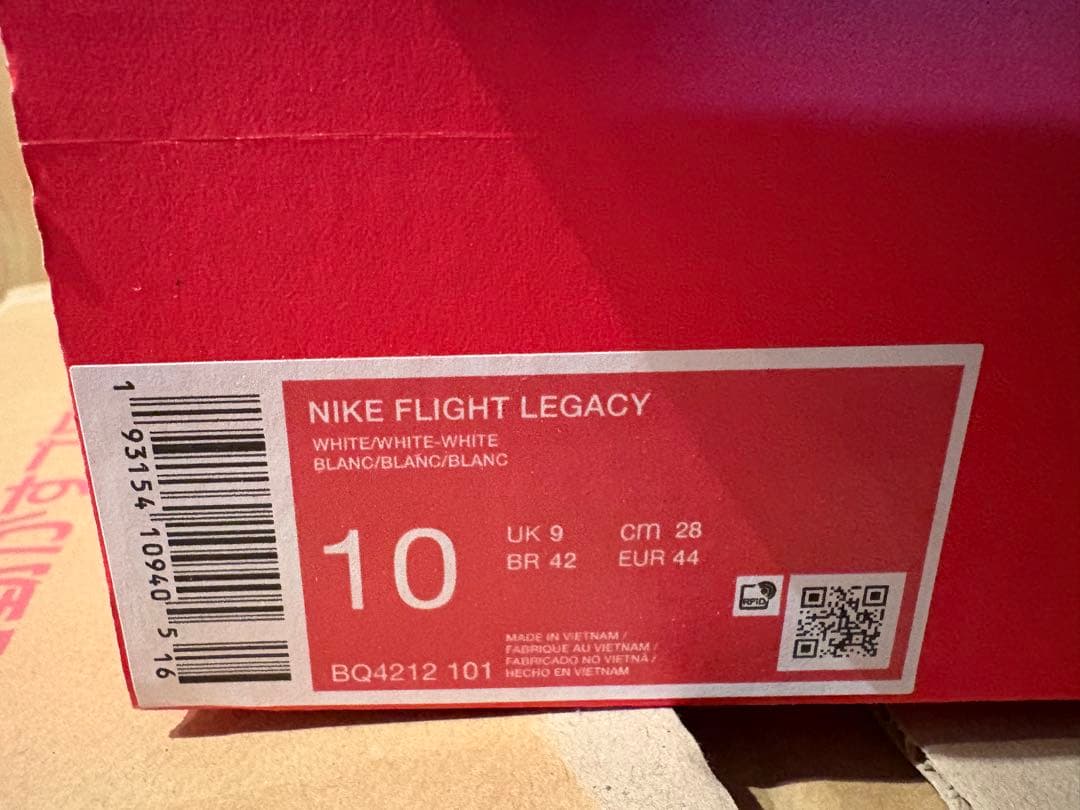 NIKE FLIGHT LEGACY
WHITE/WHITE-WHITE
BLANC/BLANC/BLANC
10
UK 9
cm 28
BR 42
EUR 44
RFID
BQ4212 101
MADE IN VIETNAM /
FABRIQUE AU VIETNAM /
FABRICADO NO VIETNÃ /
HECHO EN VIETNAM
1 93154 10940 5 16